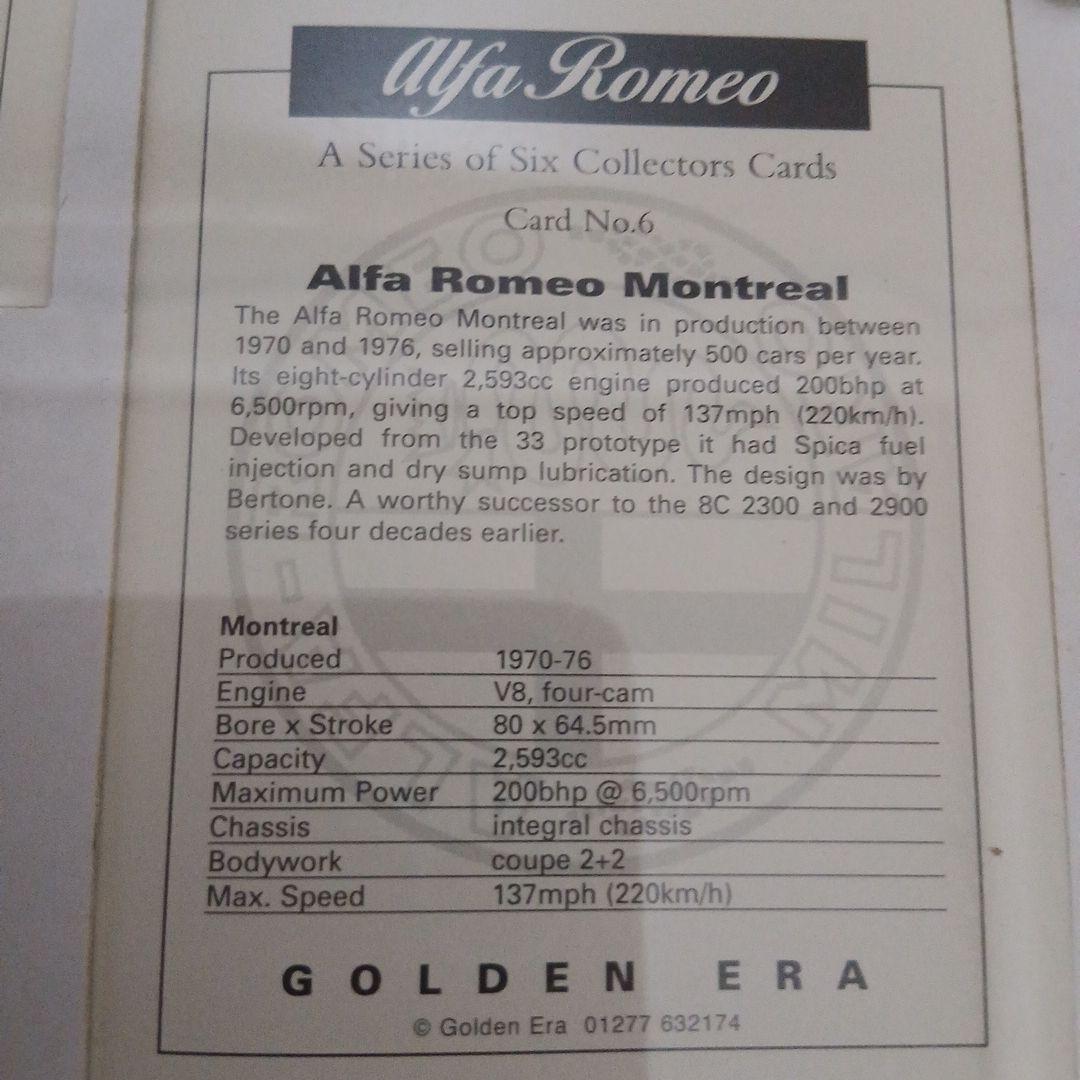 Alfa Romeo
A Series of Six Collectors Cards
Card No.6
Alfa Romeo Montreal
The Alfa Romeo Montreal was in production between
1970 and 1976, selling approximately 500 cars per year.
Its eight-cylinder 2,593cc engine produced 200bhp at
6,500rpm, giving a top speed of 137mph (220km/h).
Developed from the 33 prototype it had Spica fuel
injection and dry sump lubrication. The design was by
Bertone. A worthy successor to the 8C 2300 and 2900
series four decades earlier.
Montreal
Produced 1970-76
Engine V8, four-cam
Bore x Stroke 80 x 64.5mm
Capacity 2,593cc
Maximum Power 200bhp @ 6,500rpm
Chassis integral chassis
Bodywork coupe 2+2
Max. Speed 137mph (220km/h)
GOLDEN ERA
© Golden Era 01277 632174